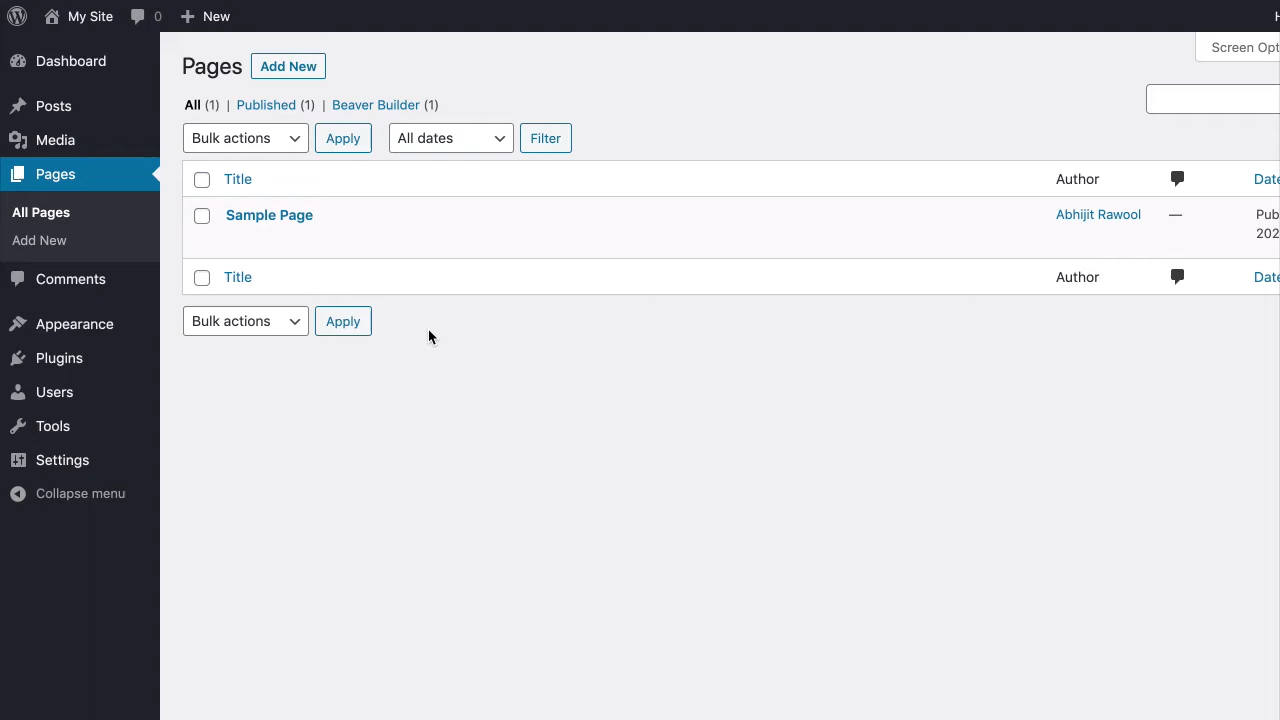 My Site 0 New
Screen Opt
Dashboard
Posts
Media
Pages
All Pages
Add New
Comments
Appearance
Plugins
Users
Tools
Settings
Collapse menu
Pages Add New
All (1) | Published (1) | Beaver Builder (1)
Bulk actions Apply All dates Filter
Title Author Date
Sample Page Abhijit Rawool — Pub
202
Title Author Date
Bulk actions Apply